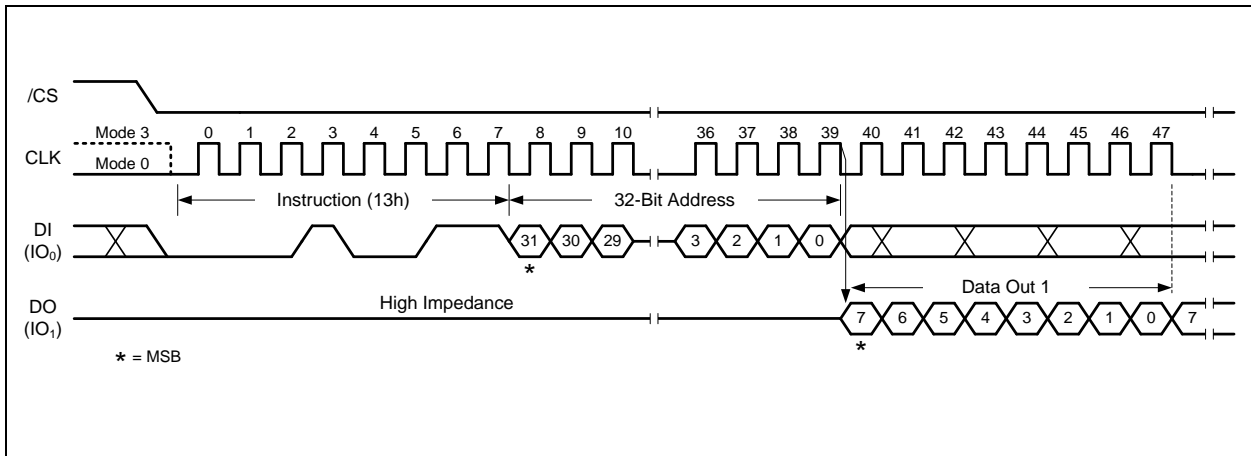 /CS
Mode 3
0 1 2 3 4 5 6 7 8 9 10 36 37 38 39 40 41 42 43 44 45 46 47
CLK
Mode 0
Instruction (13h)
32-Bit Address
DI
(IO₀)
31 30 29 3 2 1 0
*
Data Out 1
High Impedance
DO
(IO₁)
7 6 5 4 3 2 1 0 7
*
* = MSB